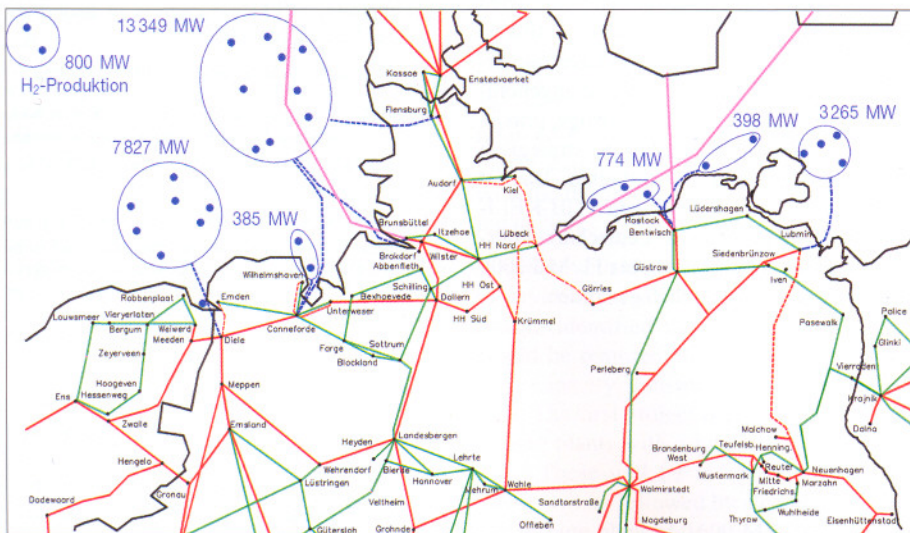 13 349 MW
800 MW
H₂-Produktion
7 827 MW
385 MW
774 MW
398 MW
3265 MW
Kassoe
Enstedvaerket
Flensburg
Audorf
Kiel
Brunsbüttel
Itzehoe
Wilster
HH Nord
Lübeck
Brokdorf
Abbenfleth
Schilling
Dollern
HH Ost
HH Süd
Krümmel
Görries
Rostock
Bentwisch
Lüdershagen
Lubmin
Siedenbrünzow
Güstrow
Iven
Pasewalk
Police
Glinki
Vierraden
Krajnik
Dolna
Perleberg
Malchow
Wilhelmshaven
Robbenplaat
Emden
Bexhoevede
Unterweser
Conneforde
Farge
Sottrum
Blockland
Diele
Louwsmeer
Vieryerlaten
Bergum
Weiwerd
Meeden
Zeyerveen
Hoogeven
Hessenweg
Ens
Zwolle
Meppen
Emsland
Hengelo
Gronau
Dodewaard
Landesbergen
Heyden
Wehrendorf
Lüstringen
Bierde
Lehrte
Hannover
Veltheim
Mehrum
Wahle
Gütersloh
Grohnde
Offleben
Sandtorstraße
Wolmirstedt
Magdeburg
Brandenburg
West
Teufelsb.
Henning.
Wustermark
Reuter
Mitte
Friedrichs.
Neuenhagen
Marzahn
Wuhlheide
Thyrow
Eisenhüttenstad